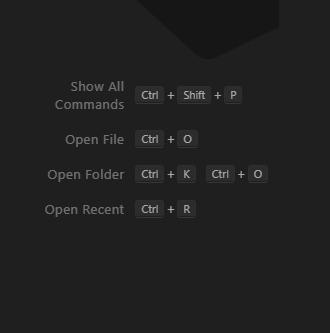 Show All Commands Ctrl + Shift + P
Open File Ctrl + O
Open Folder Ctrl + K Ctrl + O
Open Recent Ctrl + R